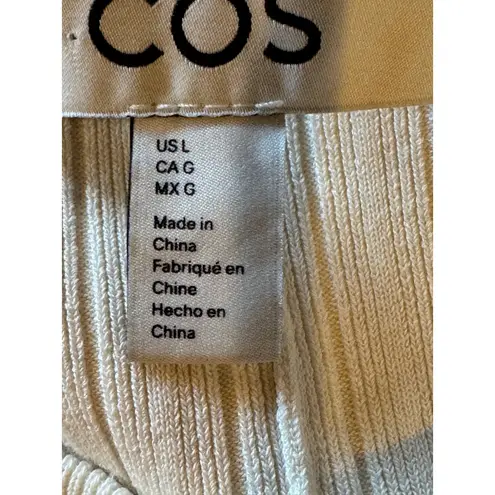 COS
US L
CA G
MX G
Made in
China
Fabriqué en
Chine
Hecho en
China